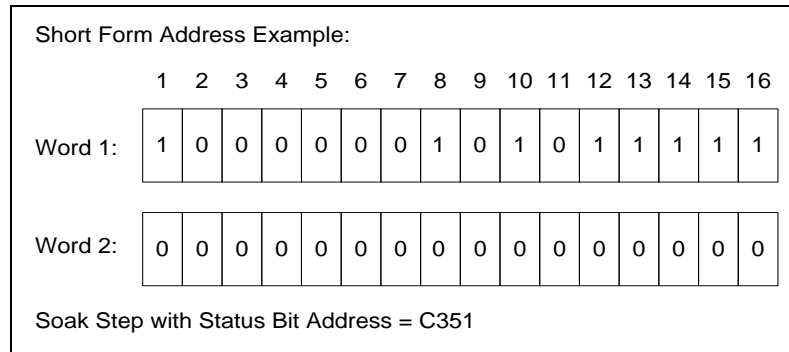 Short Form Address Example:
1 2 3 4 5 6 7 8 9 10 11 12 13 14 15 16
Word 1: 1 0 0 0 0 0 0 1 0 1 0 1 1 1 1 1
Word 2: 0 0 0 0 0 0 0 0 0 0 0 0 0 0 0 0
Soak Step with Status Bit Address = C351